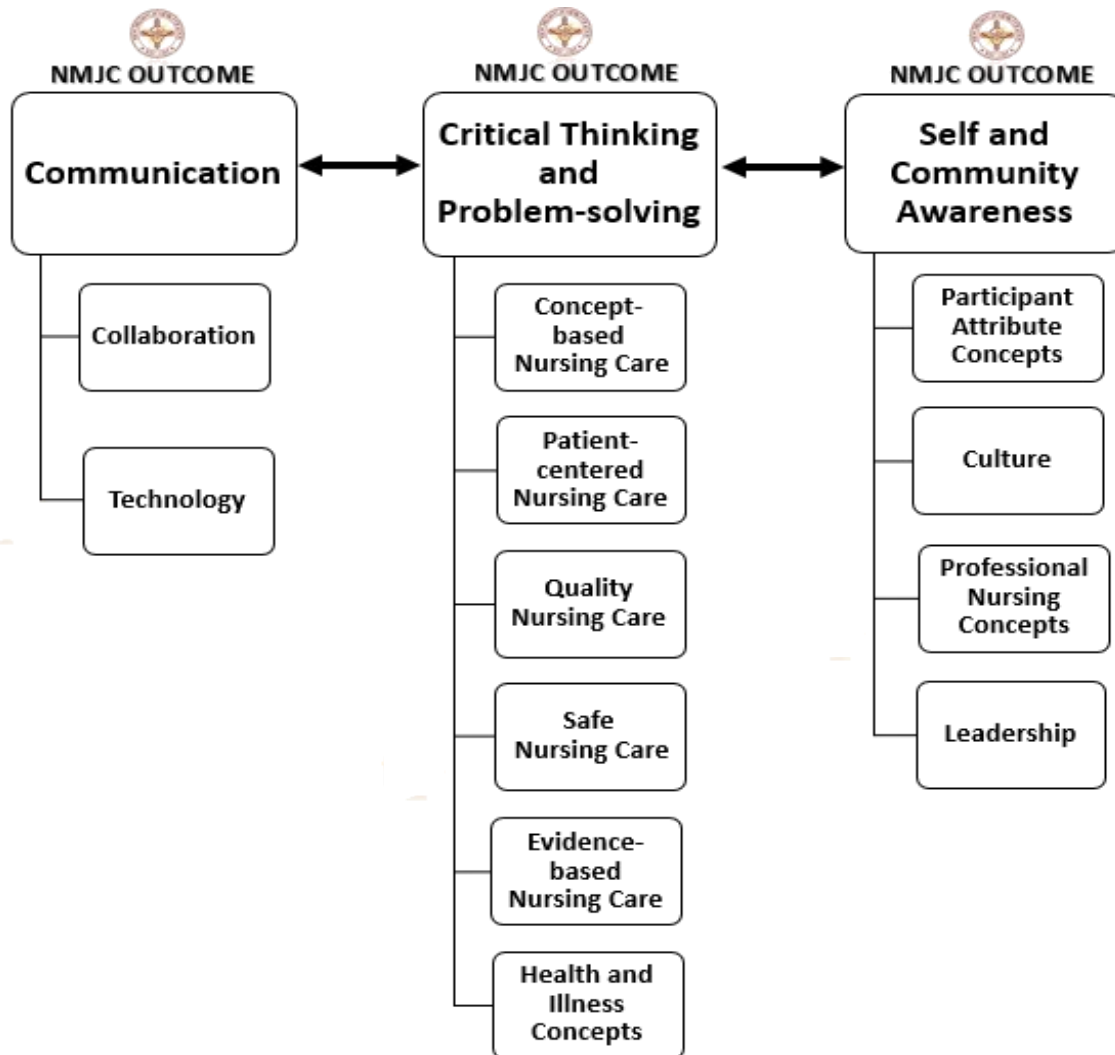 NMJC OUTCOME
Communication
Collaboration
Technology
NMJC OUTCOME
Critical Thinking
and
Problem-solving
Concept-
based
Nursing Care
Patient-
centered
Nursing Care
Quality
Nursing Care
Safe
Nursing Care
Evidence-
based
Nursing Care
Health and
Illness
Concepts
NMJC OUTCOME
Self and
Community
Awareness
Participant
Attribute
Concepts
Culture
Professional
Nursing
Concepts
Leadership